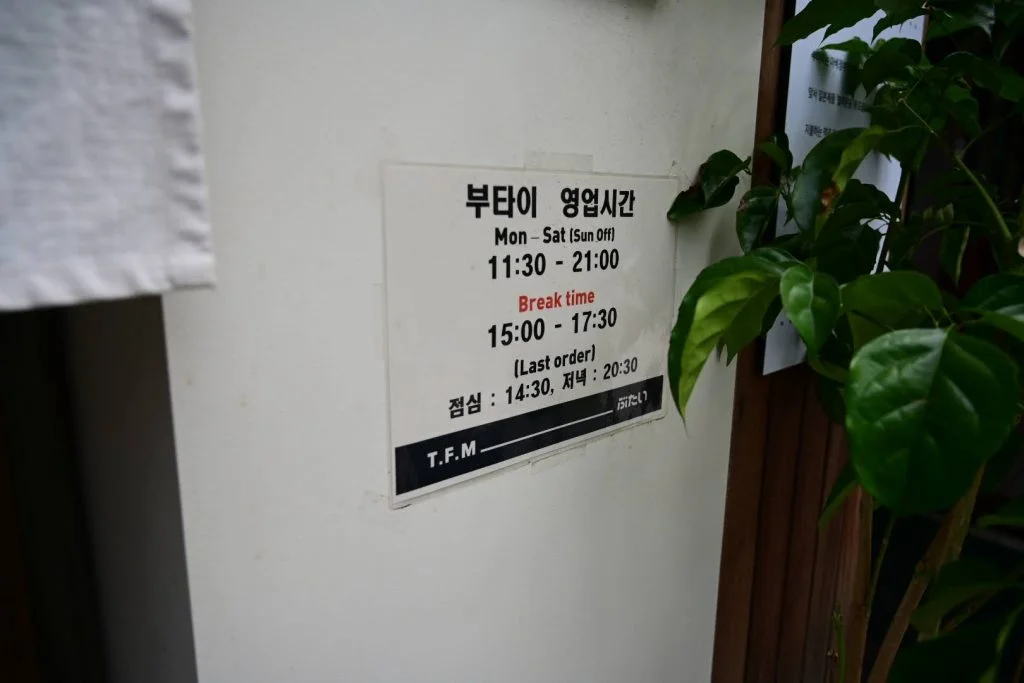 부타이 영업시간
Mon - Sat (Sun Off)
11:30 - 21:00
Break time
15:00 - 17:30
(Last order)
점심 : 14:30, 저녁 : 20:30
T.F.M ぶたい